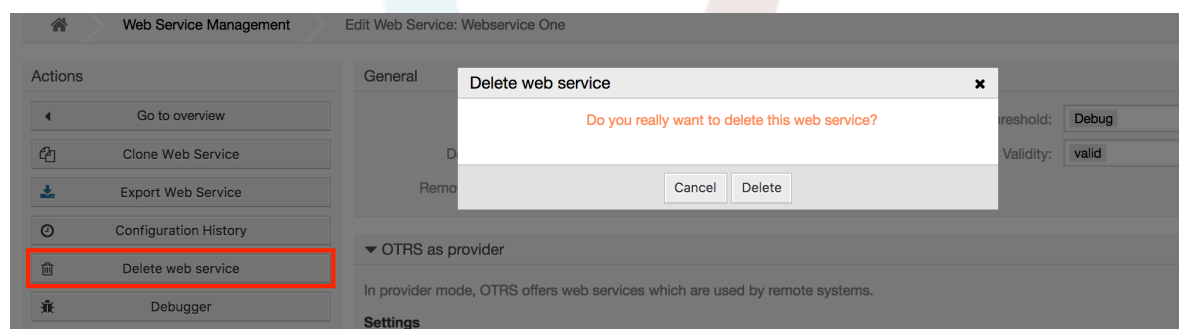 Web Service Management Edit Web Service: Webservice One
Actions
Go to overview
Clone Web Service
Export Web Service
Configuration History
Delete web service
Debugger
General
Delete web service
Do you really want to delete this web service?
Cancel Delete
reshold: Debug
Validity: valid
Remo
OTRS as provider
In provider mode, OTRS offers web services which are used by remote systems.
Settings